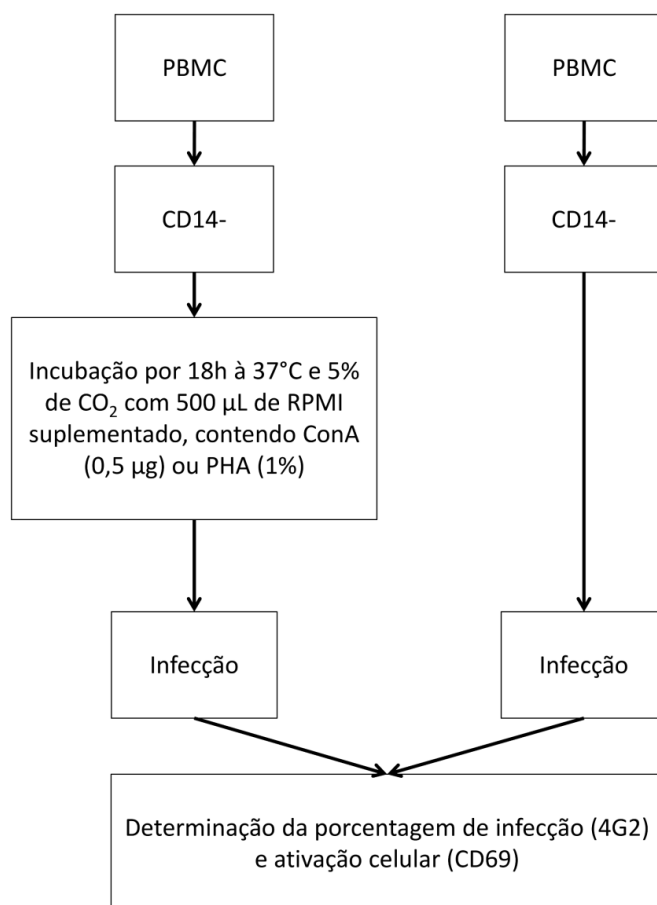 PBMC
PBMC
CD14-
CD14-
Incubação por 18h à 37°C e 5%
de CO₂ com 500 µL de RPMI
suplementado, contendo ConA
(0,5 µg) ou PHA (1%)
Infecção
Infecção
Determinação da porcentagem de infecção (4G2)
e ativação celular (CD69)